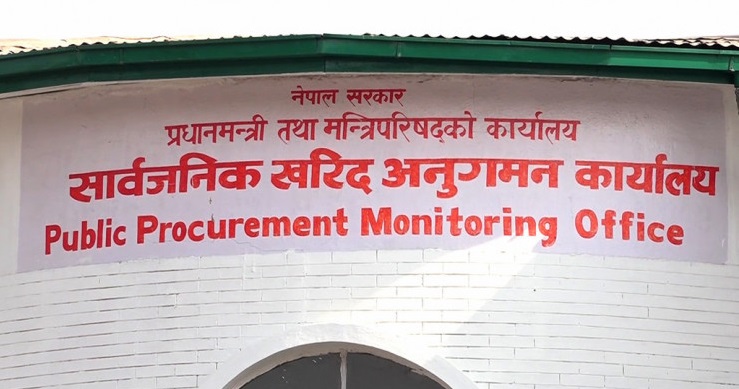 नेपाल सरकार
प्रधानमन्त्री तथा मन्त्रिपरिषद्को कार्यालय
सार्वजनिक खरिद अनुगमन कार्यालय
Public Procurement Monitoring Office